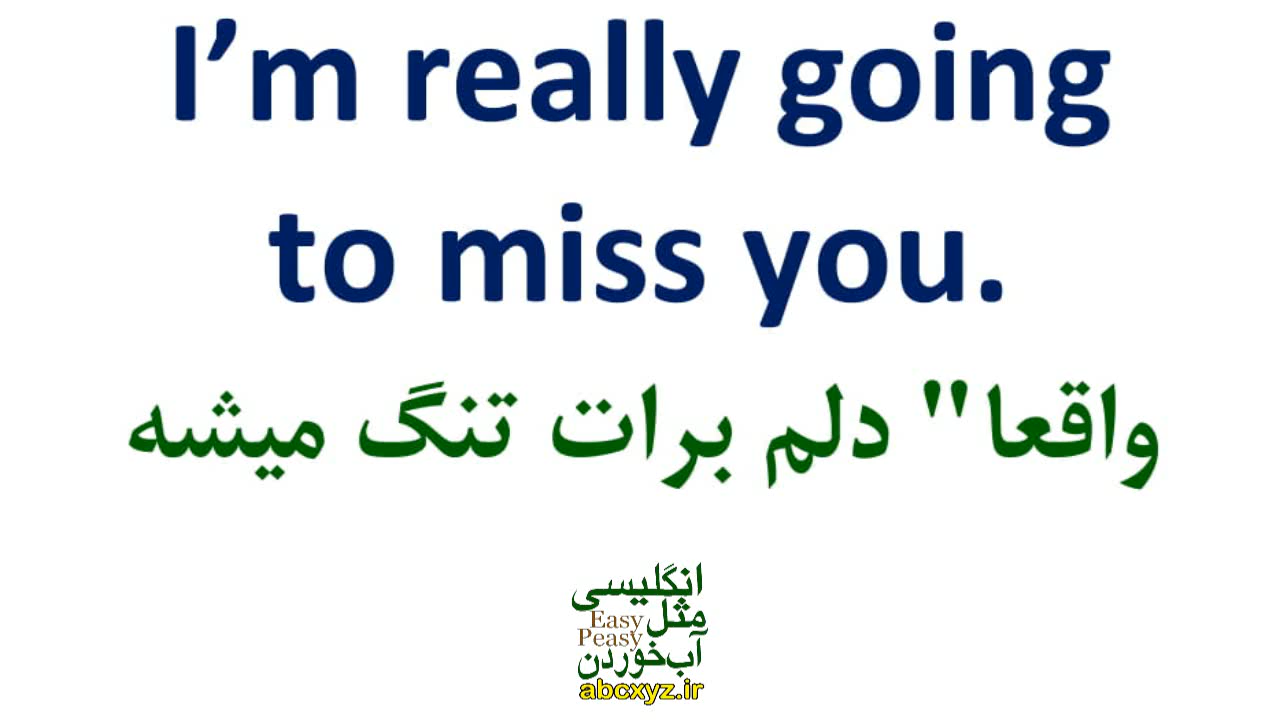 I'm really going
to miss you.
واقعا" دلم برات تنگ میشه
انگلیسی
مثل
Easy
Peasy
آب خوردن
abcxyz.ir